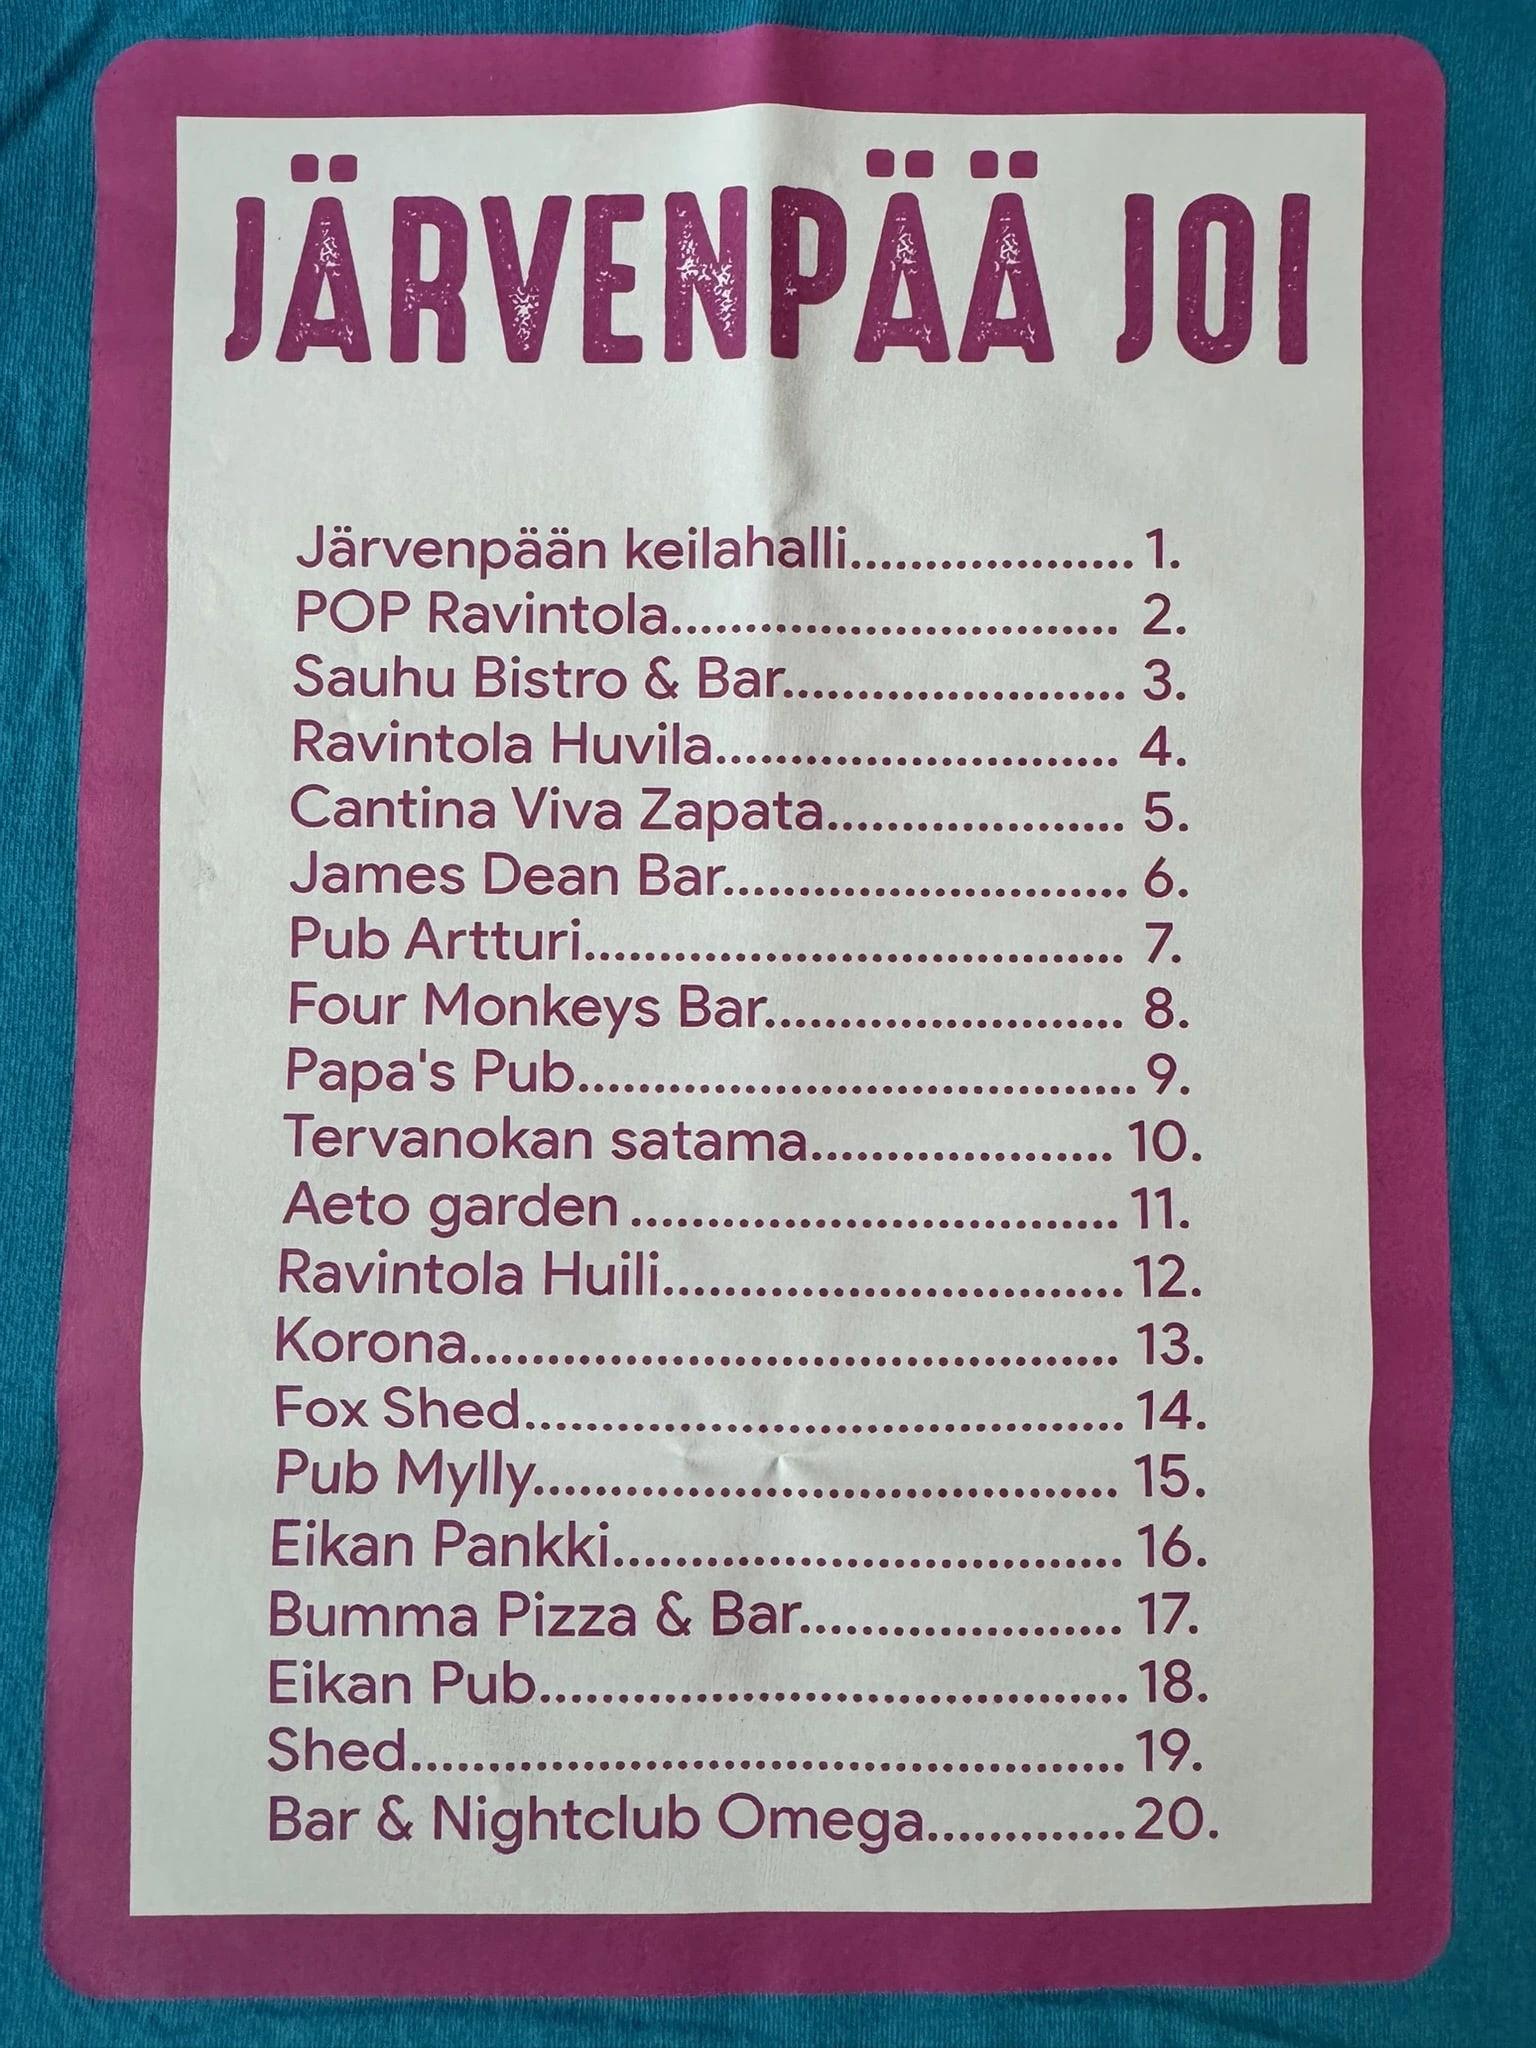 JÄRVENPÄÄ JOI
Järvenpään keilahalli................... 1.
POP Ravintola.............................. 2.
Sauhu Bistro & Bar....................... 3.
Ravintola Huvila........................... 4.
Cantina Viva Zapata.................... 5.
James Dean Bar........................... 6.
Pub Artturi.................................... 7.
Four Monkeys Bar........................ 8.
Papa's Pub.....................................9.
Tervanokan satama.................... 10.
Aeto garden ................................ 11.
Ravintola Huili...............................12.
Korona........................................... 13.
Fox Shed........................................14.
Pub Mylly...................................... 15.
Eikan Pankki.................................. 16.
Bumma Pizza & Bar..................... 17.
Eikan Pub.......................................18.
Shed...............................................19.
Bar & Nightclub Omega.............20.